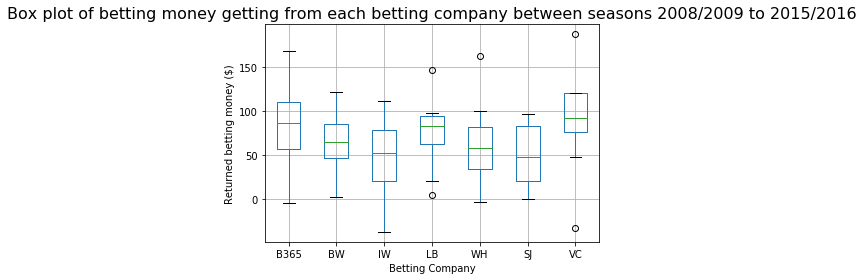 Box plot of betting money getting from each betting company between seasons 2008/2009 to 2015/2016
Returned betting money ($)
150
100
50
0
B365 BW IW LB WH SJ VC
Betting Company